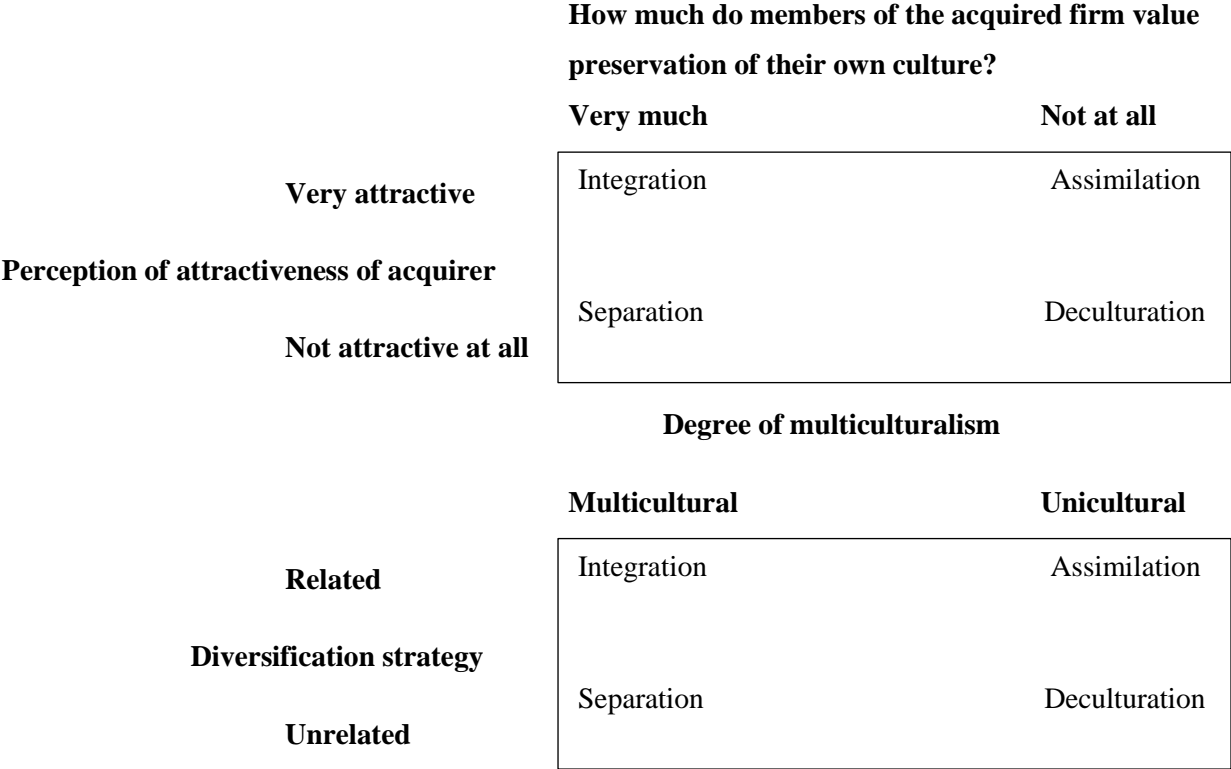 How much do members of the acquired firm value
preservation of their own culture?
Very much Not at all
Integration Assimilation
Very attractive
Perception of attractiveness of acquirer
Separation Deculturation
Not attractive at all
Degree of multiculturalism
Multicultural Unicultural
Integration Assimilation
Related
Diversification strategy
Separation Deculturation
Unrelated